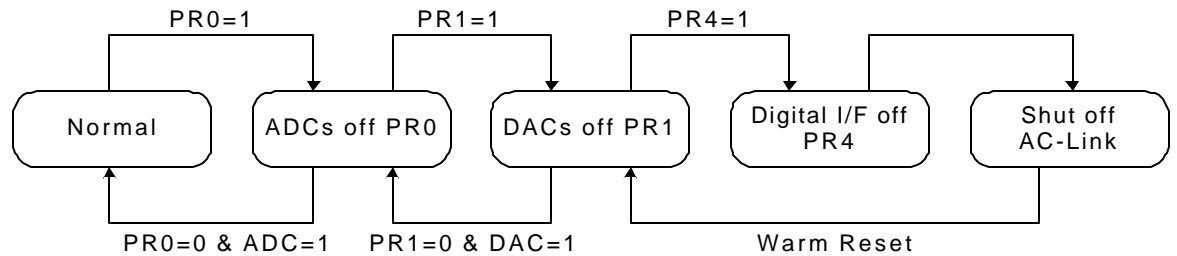 PR0=1
PR1=1
PR4=1
Normal
ADCs off PR0
DACs off PR1
Digital I/F off
PR4
Shut off
AC-Link
PR0=0 & ADC=1
PR1=0 & DAC=1
Warm Reset